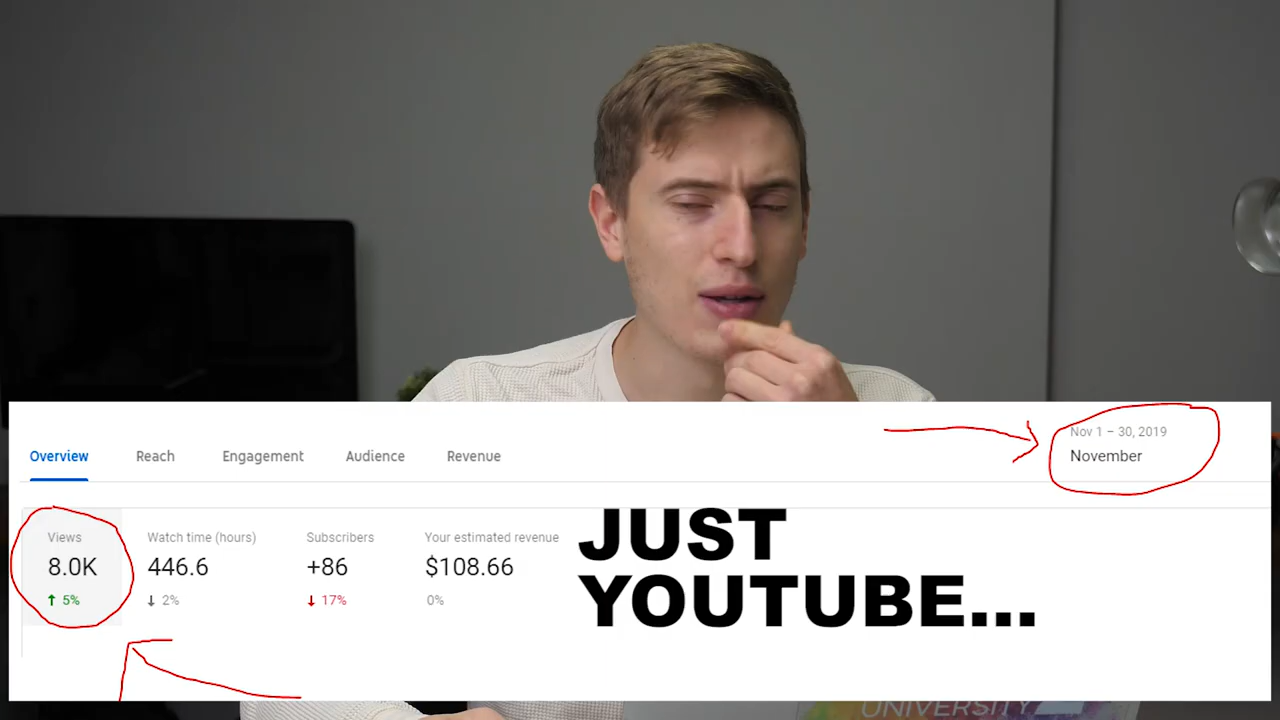 Nov 1 – 30, 2019
November
Overview Reach Engagement Audience Revenue
Views Watch time (hours) Subscribers Your estimated revenue
8.0K 446.6 +86 $108.66
5% 2% 17% 0%
JUST
YOUTUBE...
UNIVERSITY